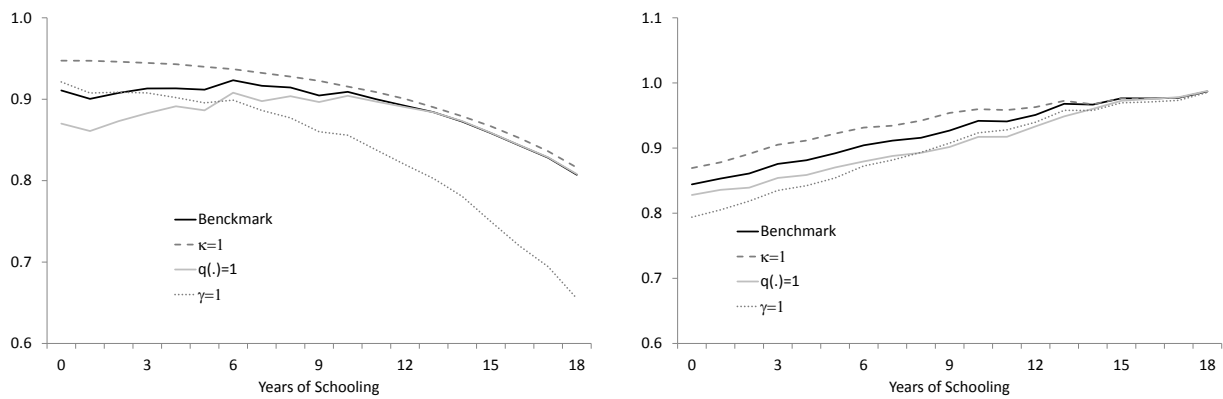 1.0
0.9
0.8
0.7
0.6
Benckmark
κ=1
q(.)=1
γ=1
0 3 6 9 12 15 18
Years of Schooling
1.1
1.0
0.9
0.8
0.7
0.6
Benchmark
κ=1
q(.)=1
γ=1
0 3 6 9 12 15 18
Years of Schooling